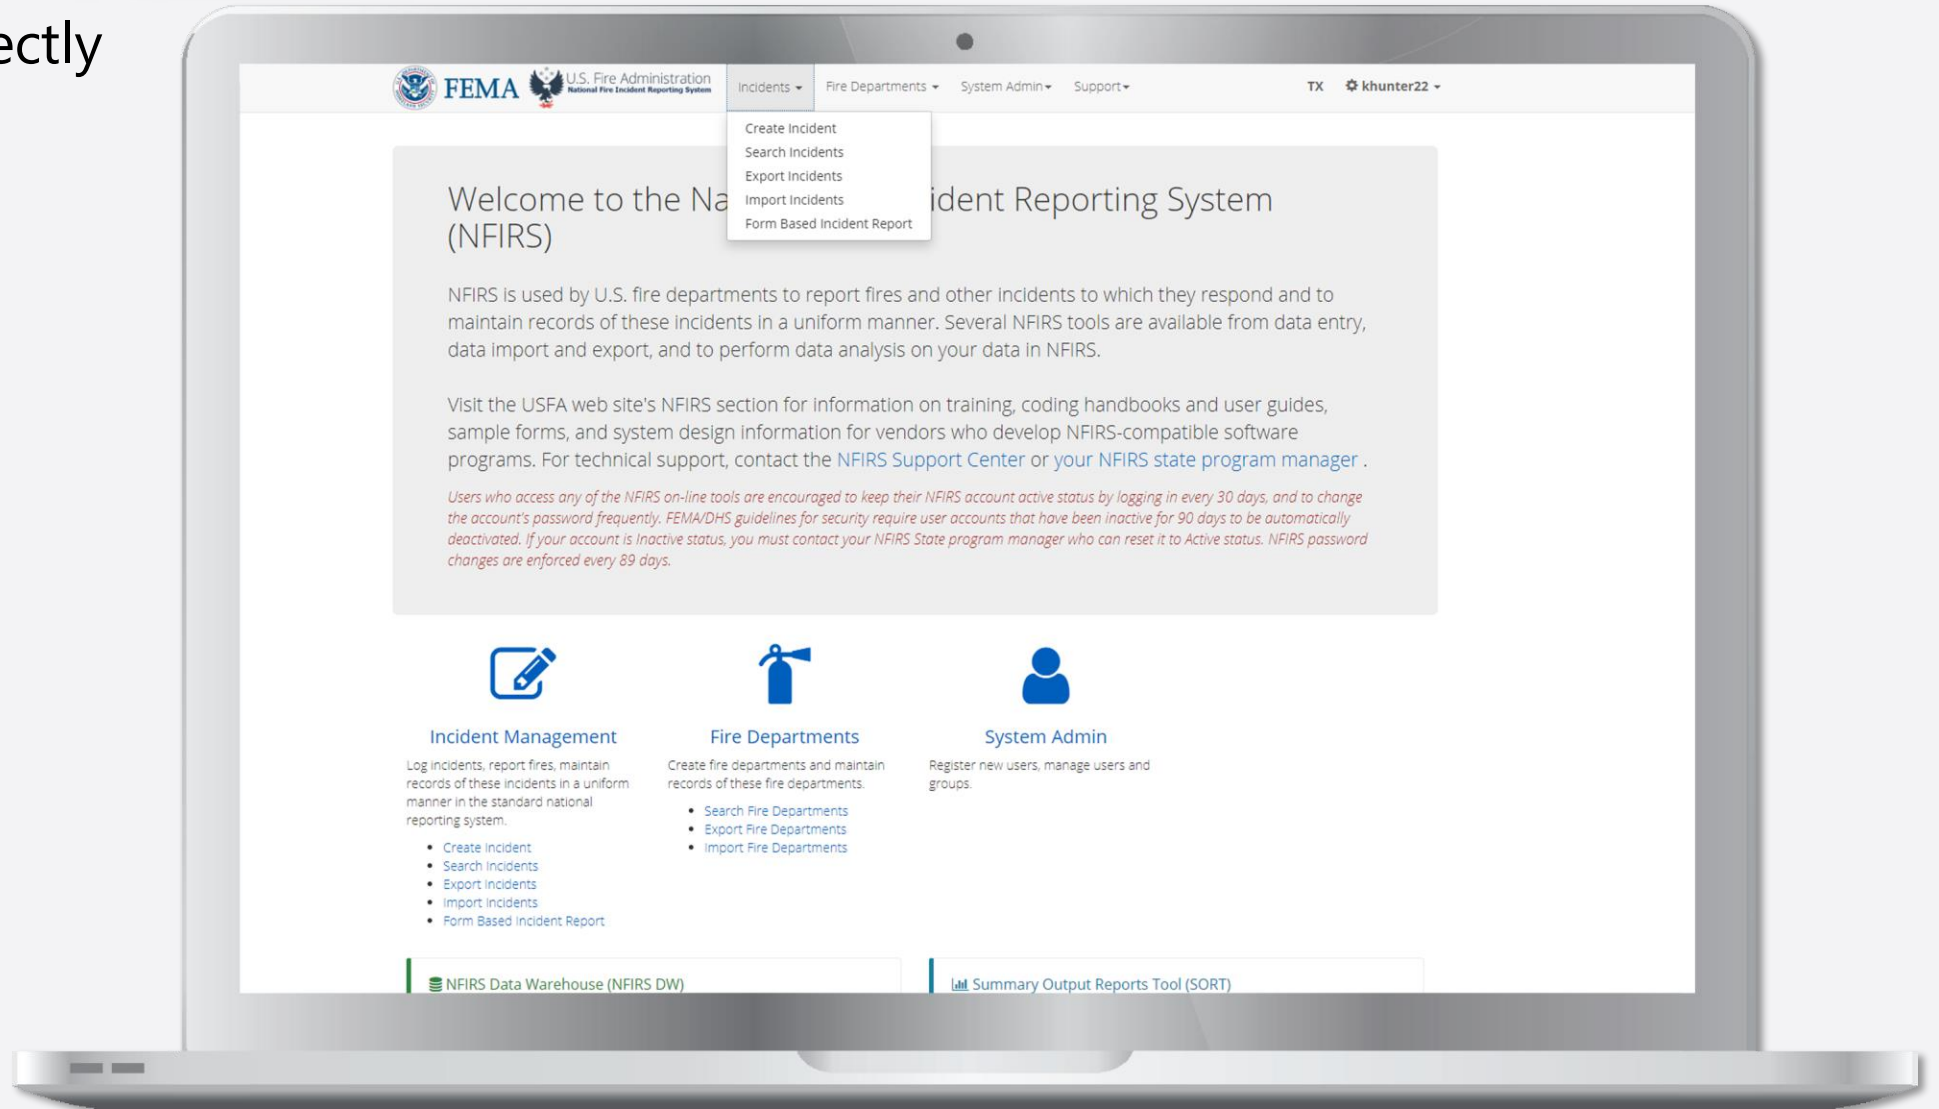 ectly
FEMA
U.S. Fire Administration
National Fire Incident Reporting System
Incidents
Fire Departments
System Admin
Support
TX
khunter22
Create Incident
Search Incidents
Export Incidents
Import Incidents
Form Based Incident Report
Welcome to the Na ident Reporting System
(NFIRS)
NFIRS is used by U.S. fire departments to report fires and other incidents to which they respond and to
maintain records of these incidents in a uniform manner. Several NFIRS tools are available from data entry,
data import and export, and to perform data analysis on your data in NFIRS.
Visit the USFA web site's NFIRS section for information on training, coding handbooks and user guides,
sample forms, and system design information for vendors who develop NFIRS-compatible software
programs. For technical support, contact the NFIRS Support Center or your NFIRS state program manager .
Users who access any of the NFIRS on-line tools are encouraged to keep their NFIRS account active status by logging in every 30 days, and to change
the account's password frequently. FEMA/DHS guidelines for security require user accounts that have been inactive for 90 days to be automatically
deactivated. If your account is Inactive status, you must contact your NFIRS State program manager who can reset it to Active status. NFIRS password
changes are enforced every 89 days.
Incident Management
Log incidents, report fires, maintain
records of these incidents in a uniform
manner in the standard national
reporting system.
• Create Incident
• Search Incidents
• Export Incidents
• Import Incidents
• Form Based Incident Report
Fire Departments
Create fire departments and maintain
records of these fire departments.
• Search Fire Departments
• Export Fire Departments
• Import Fire Departments
System Admin
Register new users, manage users and
groups.
NFIRS Data Warehouse (NFIRS DW)
Summary Output Reports Tool (SORT)